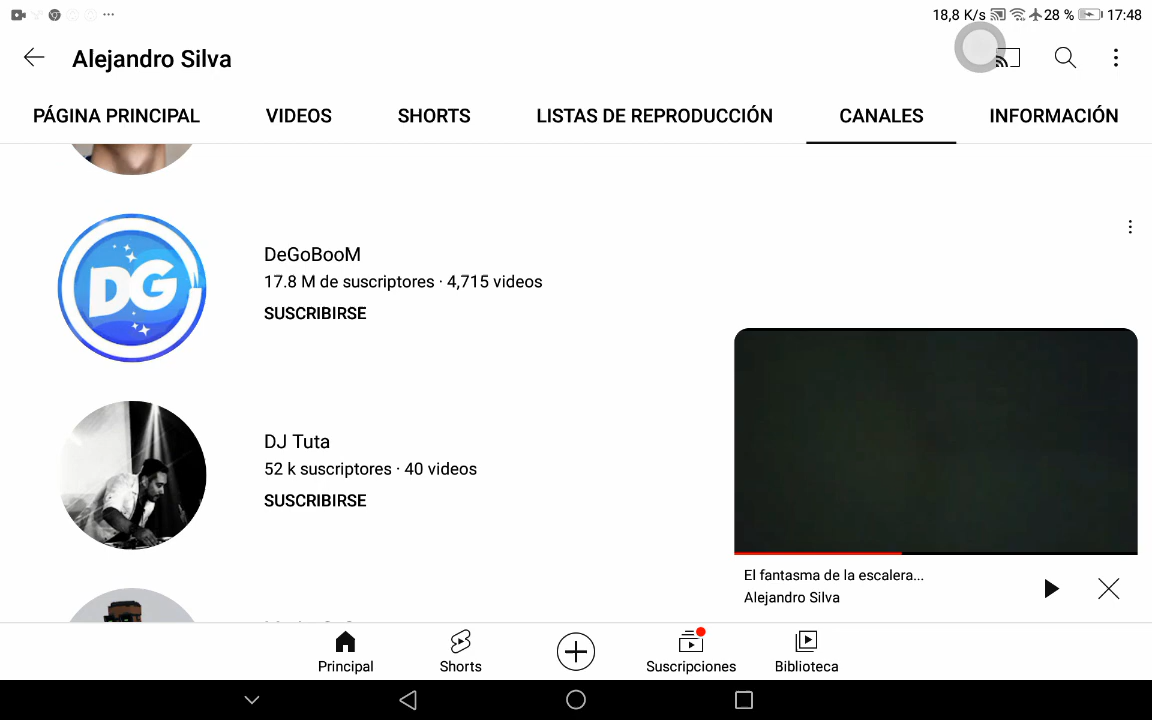 18,8 K/s 28 % 17:48
Alejandro Silva
PÁGINA PRINCIPAL VIDEOS SHORTS LISTAS DE REPRODUCCIÓN CANALES INFORMACIÓN
DG
DeGoBooM
17.8 M de suscriptores · 4,715 videos
SUSCRIBIRSE
DJ Tuta
52 k suscriptores · 40 videos
SUSCRIBIRSE
El fantasma de la escalera...
Alejandro Silva
Principal Shorts Suscripciones Biblioteca